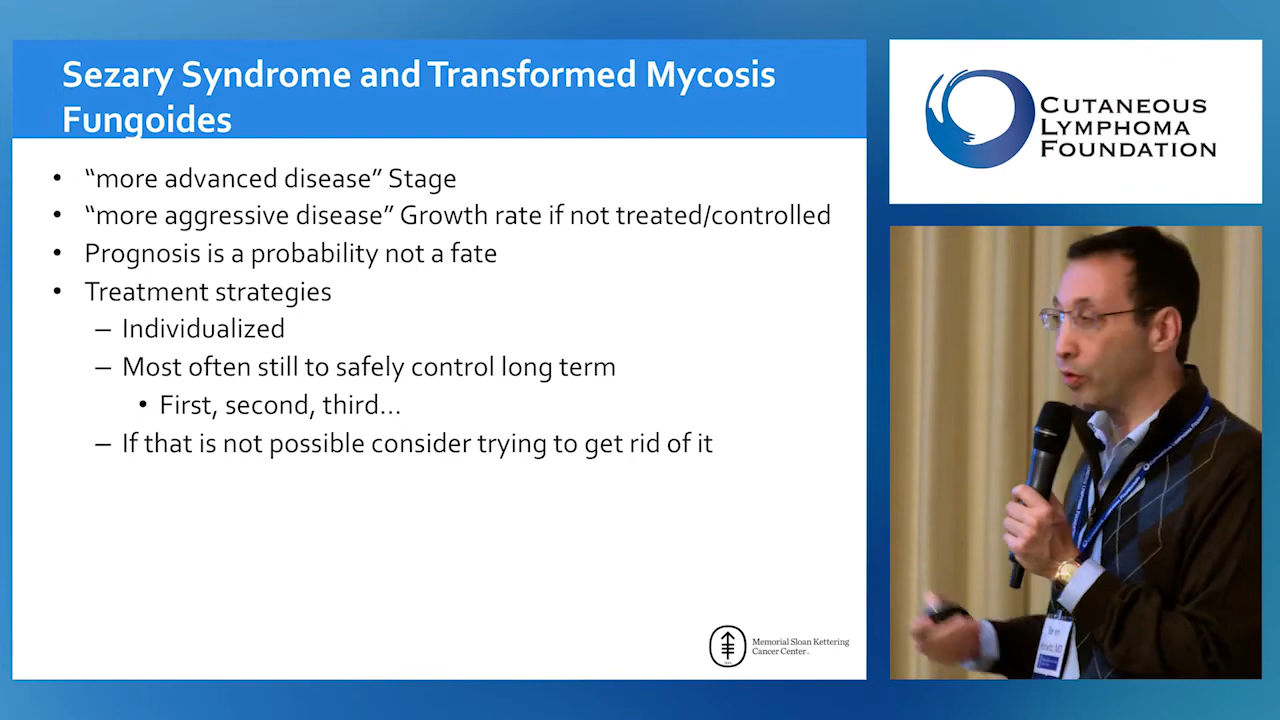 Sezary Syndrome and Transformed Mycosis
Fungoides
• “more advanced disease” Stage
• “more aggressive disease” Growth rate if not treated/controlled
• Prognosis is a probability not a fate
• Treatment strategies
– Individualized
– Most often still to safely control long term
• First, second, third...
– If that is not possible consider trying to get rid of it
Memorial Sloan Kettering
Cancer Center
CUTANEOUS
LYMPHOMA
FOUNDATION